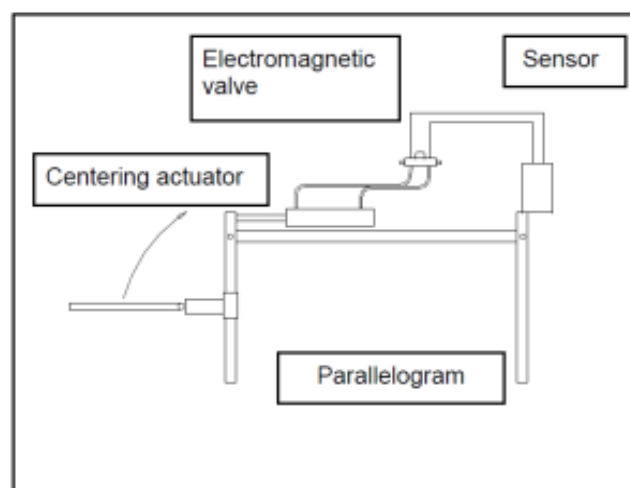 Electromagnetic
valve
Sensor
Centering actuator
Parallelogram